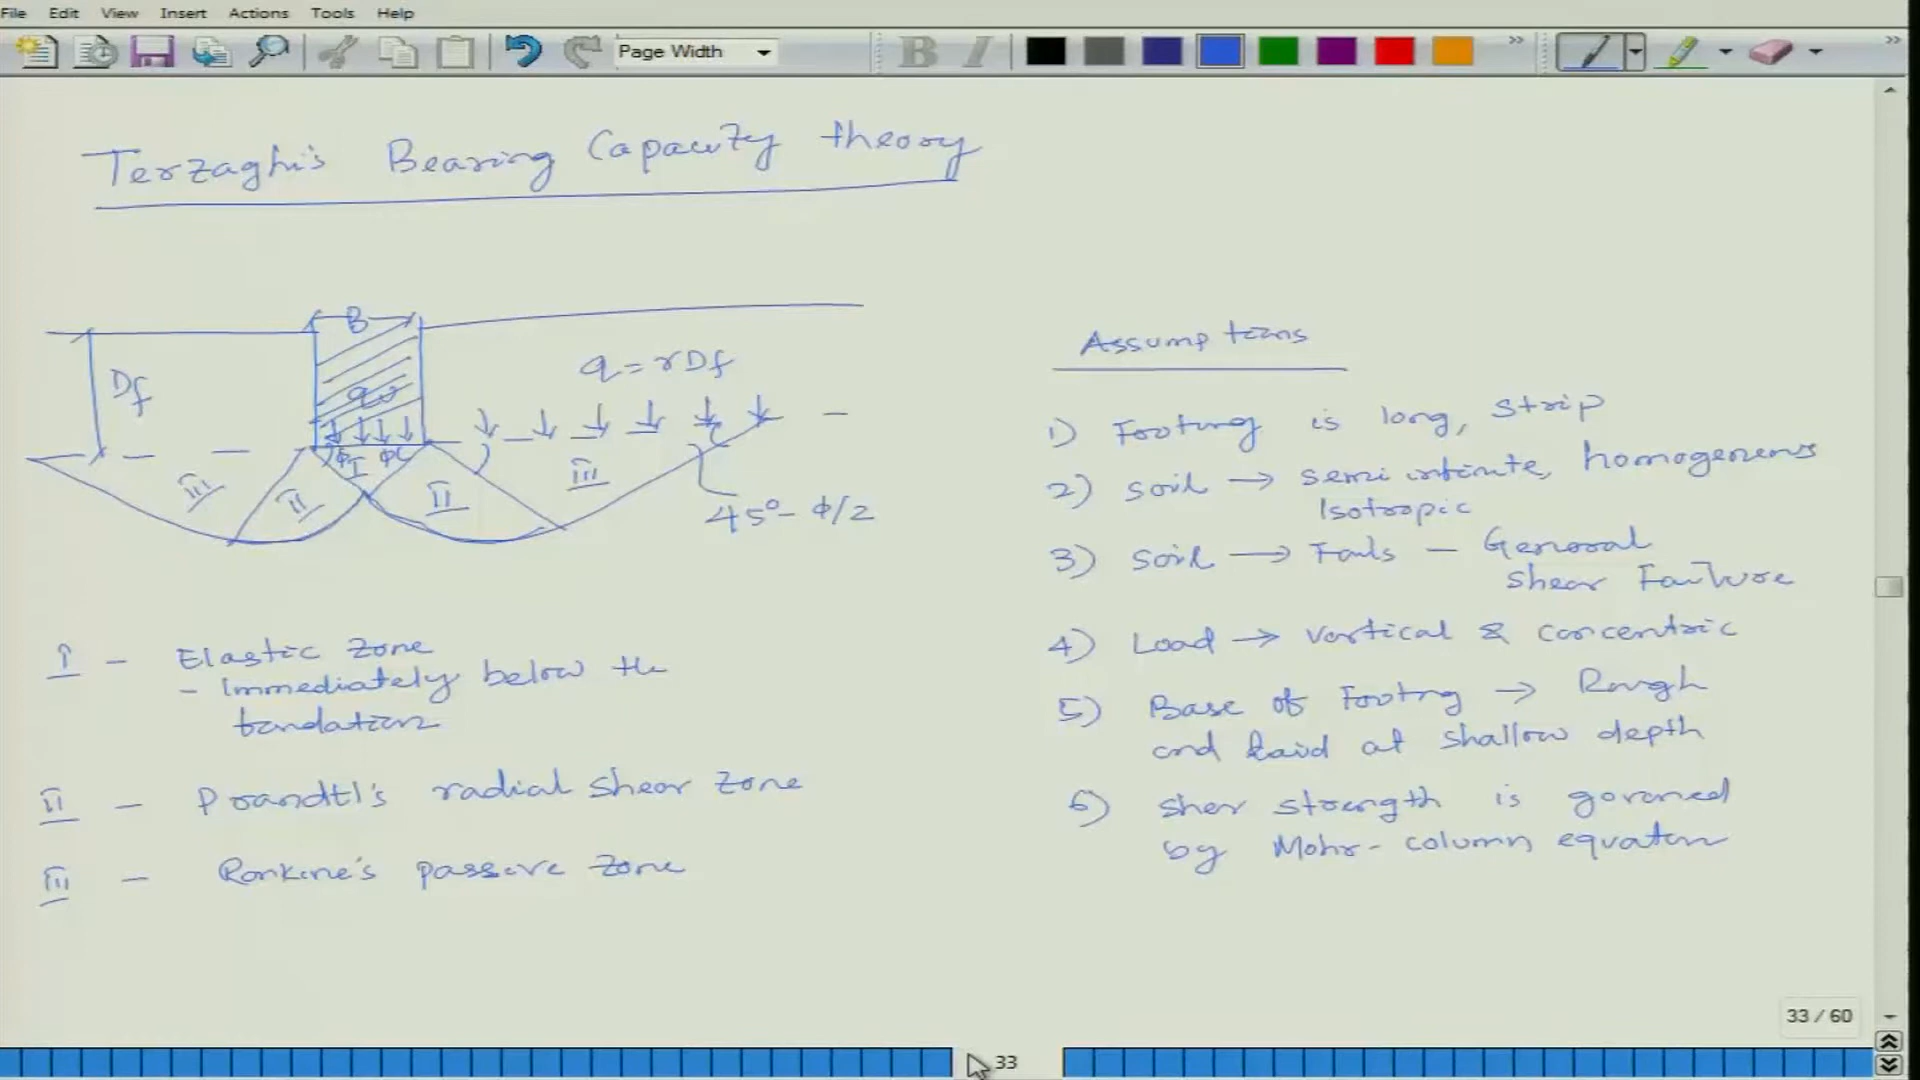 File Edit View Insert Actions Tools Help
Page Width
Terzaghi's Bearing Capacity theory
B
q = γDf
Df
qu
φ I φ
III II II III
45° - φ/2
I - Elastic Zone
- Immediately below the
fondation
II - Prandtl's radial shear zone
III - Rankine's passive zone
Assumptions
1) Footing is long, strip
2) soil → semi infinite, homogeneous
Isotropic
3) soil → Fails - General
shear Failure
4) Load → vertical & concentric
5) Base of Footing → Rough
and laid at shallow depth
6) Sher strength is governed
by Mohr-column equation
33 / 60
33